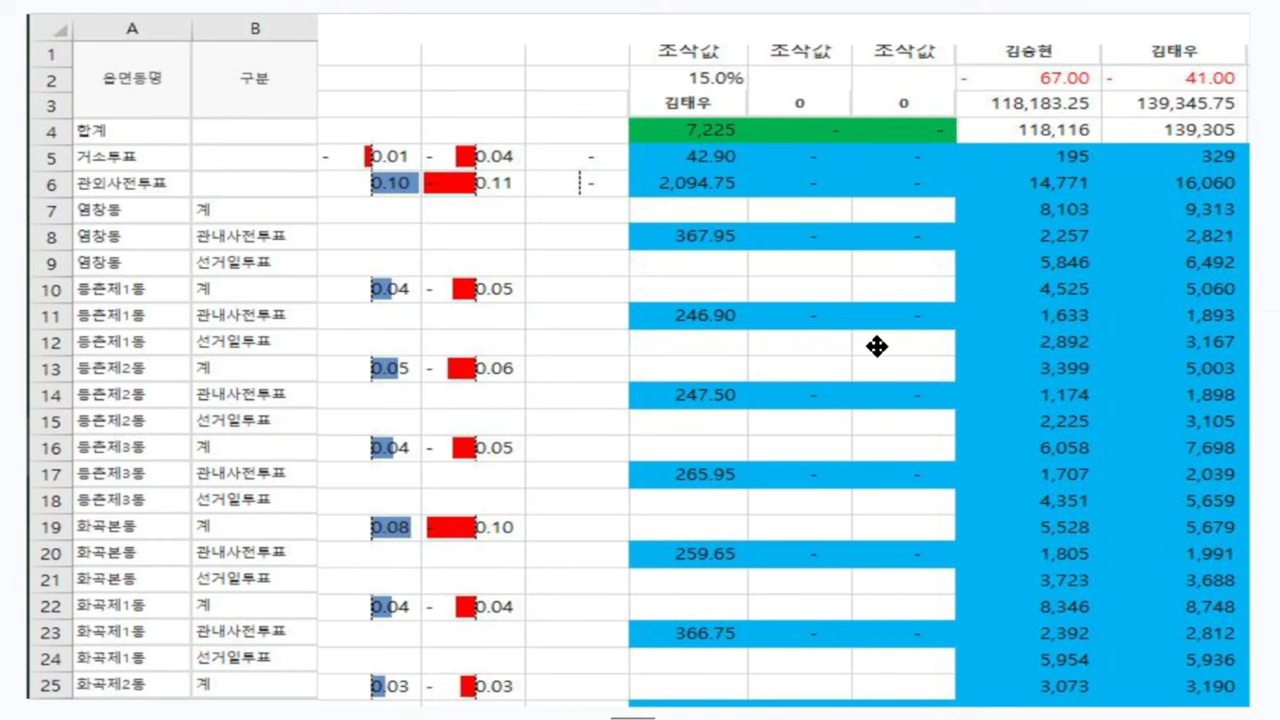 A B
1 조작값 조작값 조작값 김승현 김태우
2 읍면동명 구분 15.0% - 67.00 - 41.00
3 김태우 0 0 118,183.25 139,345.75
4 합계 7,225 - - 118,116 139,305
5 거소투표 - 0.01 - 0.04 - 42.90 - - 195 329
6 관외사전투표 0.10 - 0.11 - 2,094.75 - - 14,771 16,060
7 염창동 계 8,103 9,313
8 염창동 관내사전투표 367.95 - - 2,257 2,821
9 염창동 선거일투표 5,846 6,492
10 등촌제1동 계 0.04 - 0.05 4,525 5,060
11 등촌제1동 관내사전투표 246.90 - - 1,633 1,893
12 등촌제1동 선거일투표 2,892 3,167
13 등촌제2동 계 0.05 - 0.06 3,399 5,003
14 등촌제2동 관내사전투표 247.50 - - 1,174 1,898
15 등촌제2동 선거일투표 2,225 3,105
16 등촌제3동 계 0.04 - 0.05 6,058 7,698
17 등촌제3동 관내사전투표 265.95 - - 1,707 2,039
18 등촌제3동 선거일투표 4,351 5,659
19 화곡본동 계 0.08 - 0.10 5,528 5,679
20 화곡본동 관내사전투표 259.65 - - 1,805 1,991
21 화곡본동 선거일투표 3,723 3,688
22 화곡제1동 계 0.04 - 0.04 8,346 8,748
23 화곡제1동 관내사전투표 366.75 - - 2,392 2,812
24 화곡제1동 선거일투표 5,954 5,936
25 화곡제2동 계 0.03 - 0.03 3,073 3,190